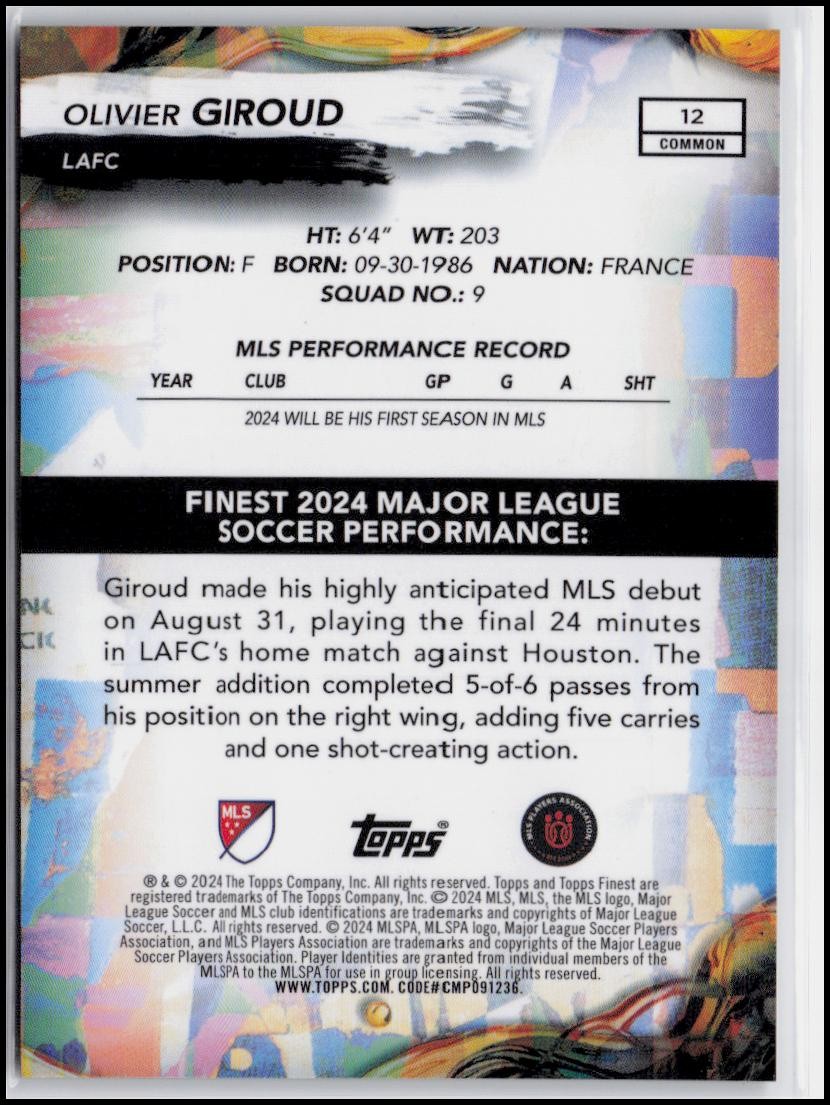 OLIVIER GIROUD
LAFC
12
COMMON
HT: 6'4" WT: 203
POSITION: F BORN: 09-30-1986 NATION: FRANCE
SQUAD NO.: 9
MLS PERFORMANCE RECORD
YEAR CLUB GP G A SHT
2024 WILL BE HIS FIRST SEASON IN MLS
FINEST 2024 MAJOR LEAGUE
SOCCER PERFORMANCE:
Giroud made his highly anticipated MLS debut
on August 31, playing the final 24 minutes
in LAFC's home match against Houston. The
summer addition completed 5-of-6 passes from
his position on the right wing, adding five carries
and one shot-creating action.
MLS
Topps®
MLS PLAYERS ASSOCIATION
® & © 2024 The Topps Company, Inc. All rights reserved. Topps and Topps Finest are
registered trademarks of The Topps Company, Inc. © 2024 MLS, MLS, the MLS logo, Major
League Soccer and MLS club identifications are trademarks and copyrights of Major League
Soccer, L.L.C. All rights reserved. © 2024 MLSPA, MLSPA logo, Major League Soccer Players
Association, and MLS Players Association are trademarks and copyrights of the Major League
Soccer Players Association. Player Identities are granted from individual members of the
MLSPA to the MLSPA for use in group licensing. All rights reserved.
WWW.TOPPS.COM. CODE#CMP091236.